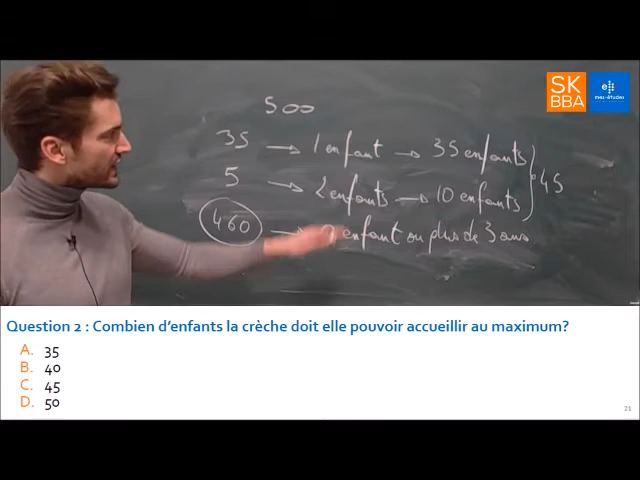 SK
BBA
mes-études
500
35 → 1 enfant → 35 enfants
5 → 2 enfants → 10 enfants
45
460 → enfant ou plus de 3 ans
Question 2 : Combien d'enfants la crèche doit elle pouvoir accueillir au maximum?
A. 35
B. 40
C. 45
D. 50
21